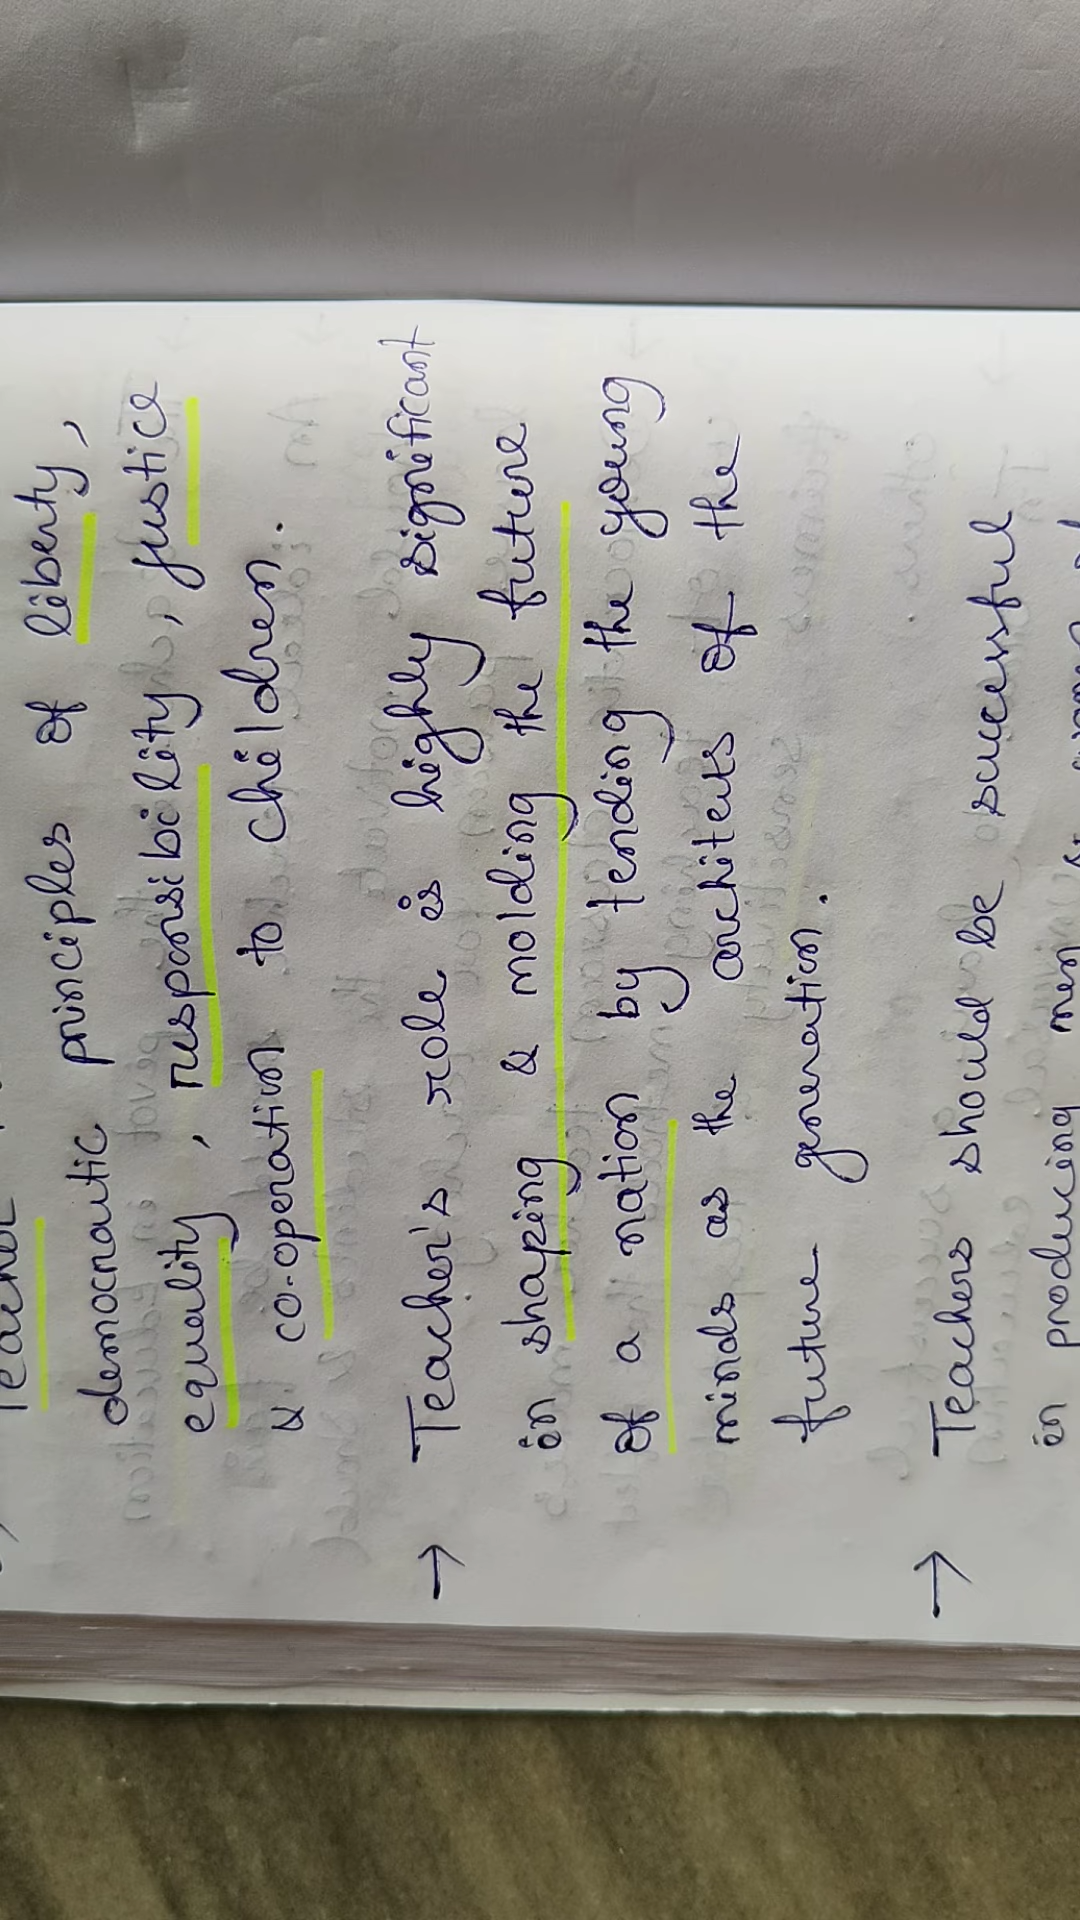 democratic principles of liberty,
equality, responsibility, justice
& co-operation to children.
→ Teacher's role is highly significant
in shaping & molding the future
of a nation by tending the young
minds as the architets of the
future generation.
→ Teachers should be successful
in producing men